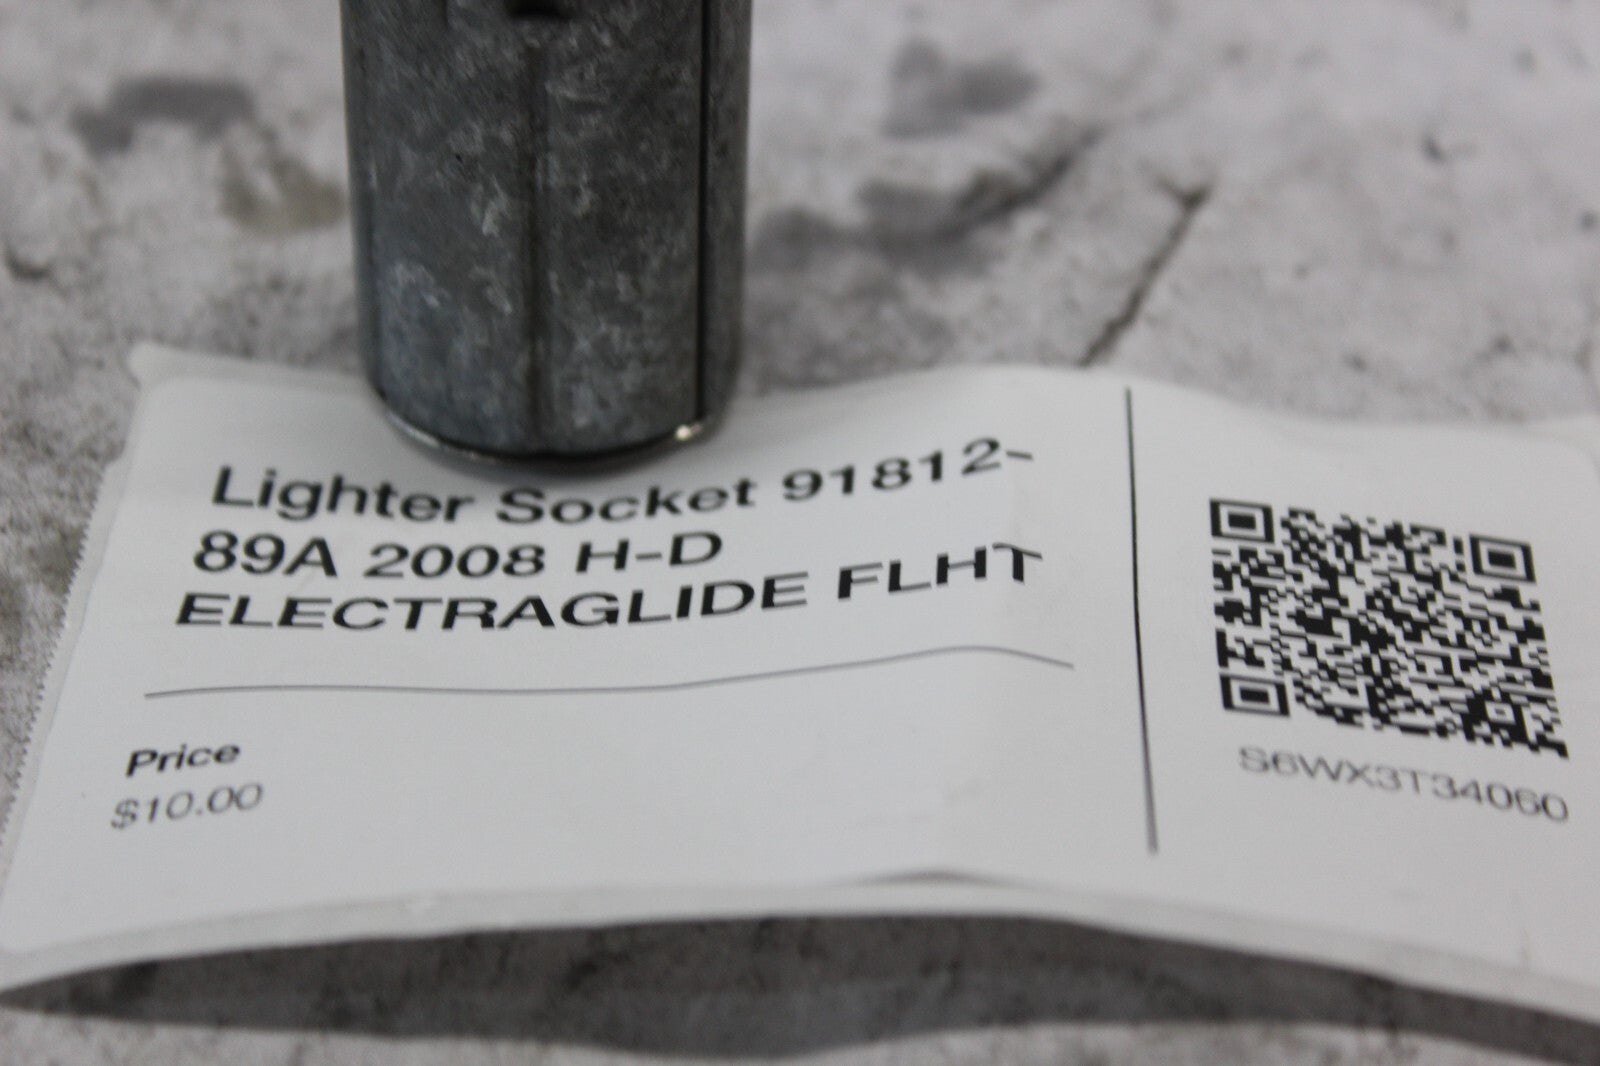 Lighter Socket 91812-
89A 2008 H-D
ELECTRAGLIDE FLHT
Price
$10.00
S6WX3T34060